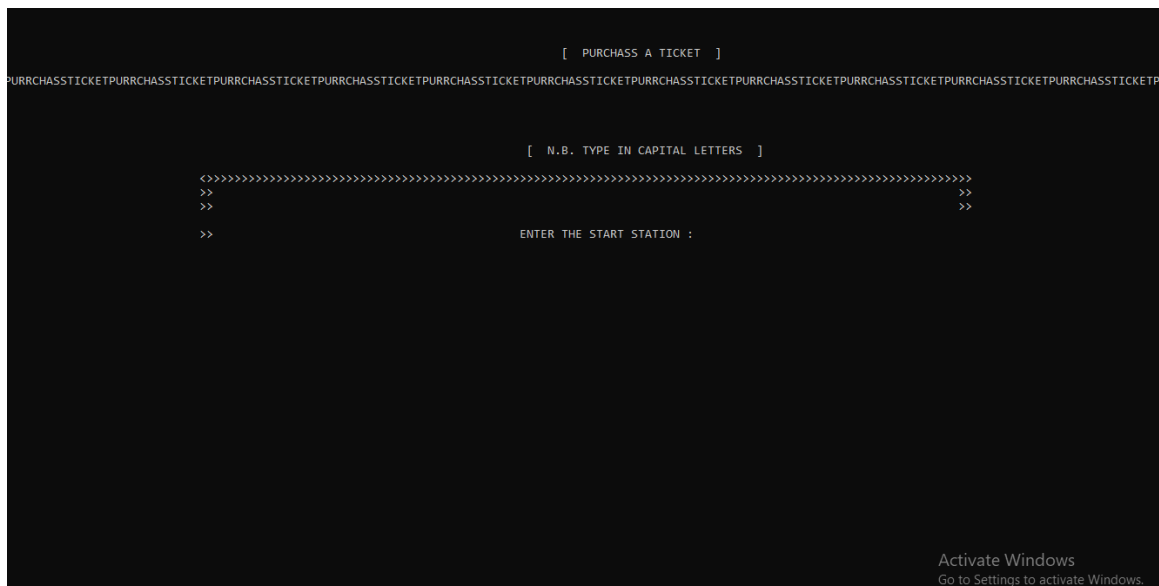 [ PURCHASS A TICKET ]
PURRCHASSTICKETPURRCHASSTICKETPURRCHASSTICKETPURRCHASSTICKETPURRCHASSTICKETPURRCHASSTICKETPURRCHASSTICKETPURRCHASSTICKETPURRCHASSTICKETPURRCHASSTICKETPURRCHASSTICKETP
[ N.B. TYPE IN CAPITAL LETTERS ]
<>>>>>>>>>>>>>>>>>>>>>>>>>>>>>>>>>>>>>>>>>>>>>>>>>>>>>>>>>>>>>>>>>>>>>>>>>>>>>>>>>>>>>>>>>>>>>>>>>>>>>>>>>>>>>>>
>> >>
>> >>
>> ENTER THE START STATION :
Activate Windows
Go to Settings to activate Windows.